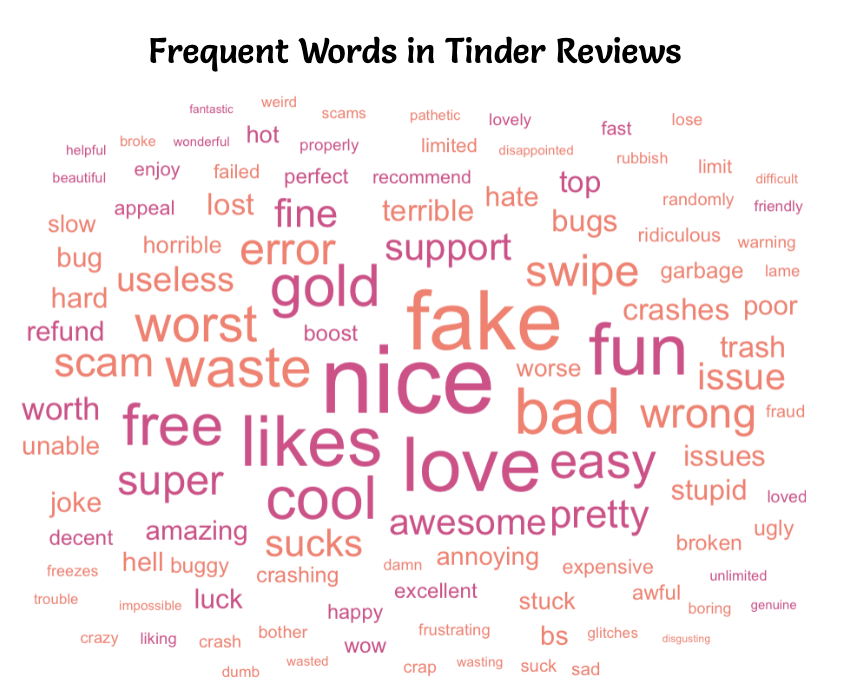 Frequent Words in Tinder Reviews
fantastic
weird
scams
pathetic
lovely
fast
lose
helpful
broke
wonderful
hot
properly
limited
disappointed
rubbish
limit
difficult
beautiful
enjoy
failed
perfect
recommend
hate
top
randomly
friendly
slow
appeal
lost
fine
terrible
bugs
ridiculous
warning
bug
horrible
error
support
swipe
garbage
lame
hard
useless
gold
fake
crashes
poor
refund
worst
boost
fun
trash
scam
waste
nice
worse
issue
worth
free
likes
bad
wrong
fraud
unable
love
easy
issues
super
cool
stupid
loved
joke
awesome
pretty
decent
amazing
sucks
broken
ugly
freezes
hell
buggy
crashing
damn
annoying
expensive
unlimited
trouble
impossible
luck
excellent
happy
stuck
awful
boring
genuine
crazy
liking
crash
bother
wow
frustrating
bs
glitches
disgusting
dumb
wasted
crap
wasting
suck
sad